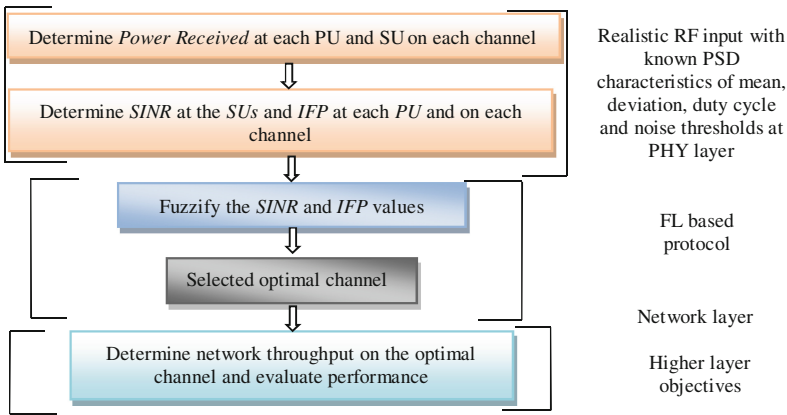 Determine Power Received at each PU and SU on each channel
Determine SINR at the SUs and IFP at each PU and on each
channel
Fuzzify the SINR and IFP values
Selected optimal channel
Determine network throughput on the optimal
channel and evaluate performance
Realistic RF input with
known PSD
characteristics of mean,
deviation, duty cycle
and noise thresholds at
PHY layer
FL based
protocol
Network layer
Higher layer
objectives